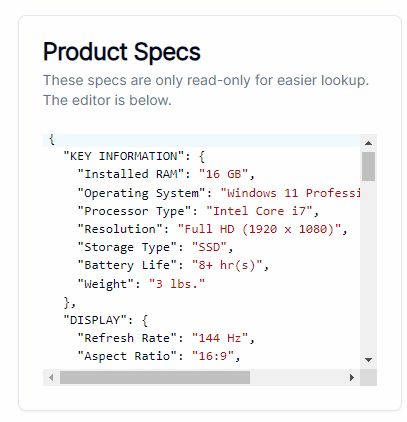 Product Specs
These specs are only read-only for easier lookup.
The editor is below.
{
"KEY INFORMATION": {
"Installed RAM": "16 GB",
"Operating System": "Windows 11 Professi
"Processor Type": "Intel Core i7",
"Resolution": "Full HD (1920 x 1080)",
"Storage Type": "SSD",
"Battery Life": "8+ hr(s)",
"Weight": "3 lbs."
},
"DISPLAY": {
"Refresh Rate": "144 Hz",
"Aspect Ratio": "16:9",